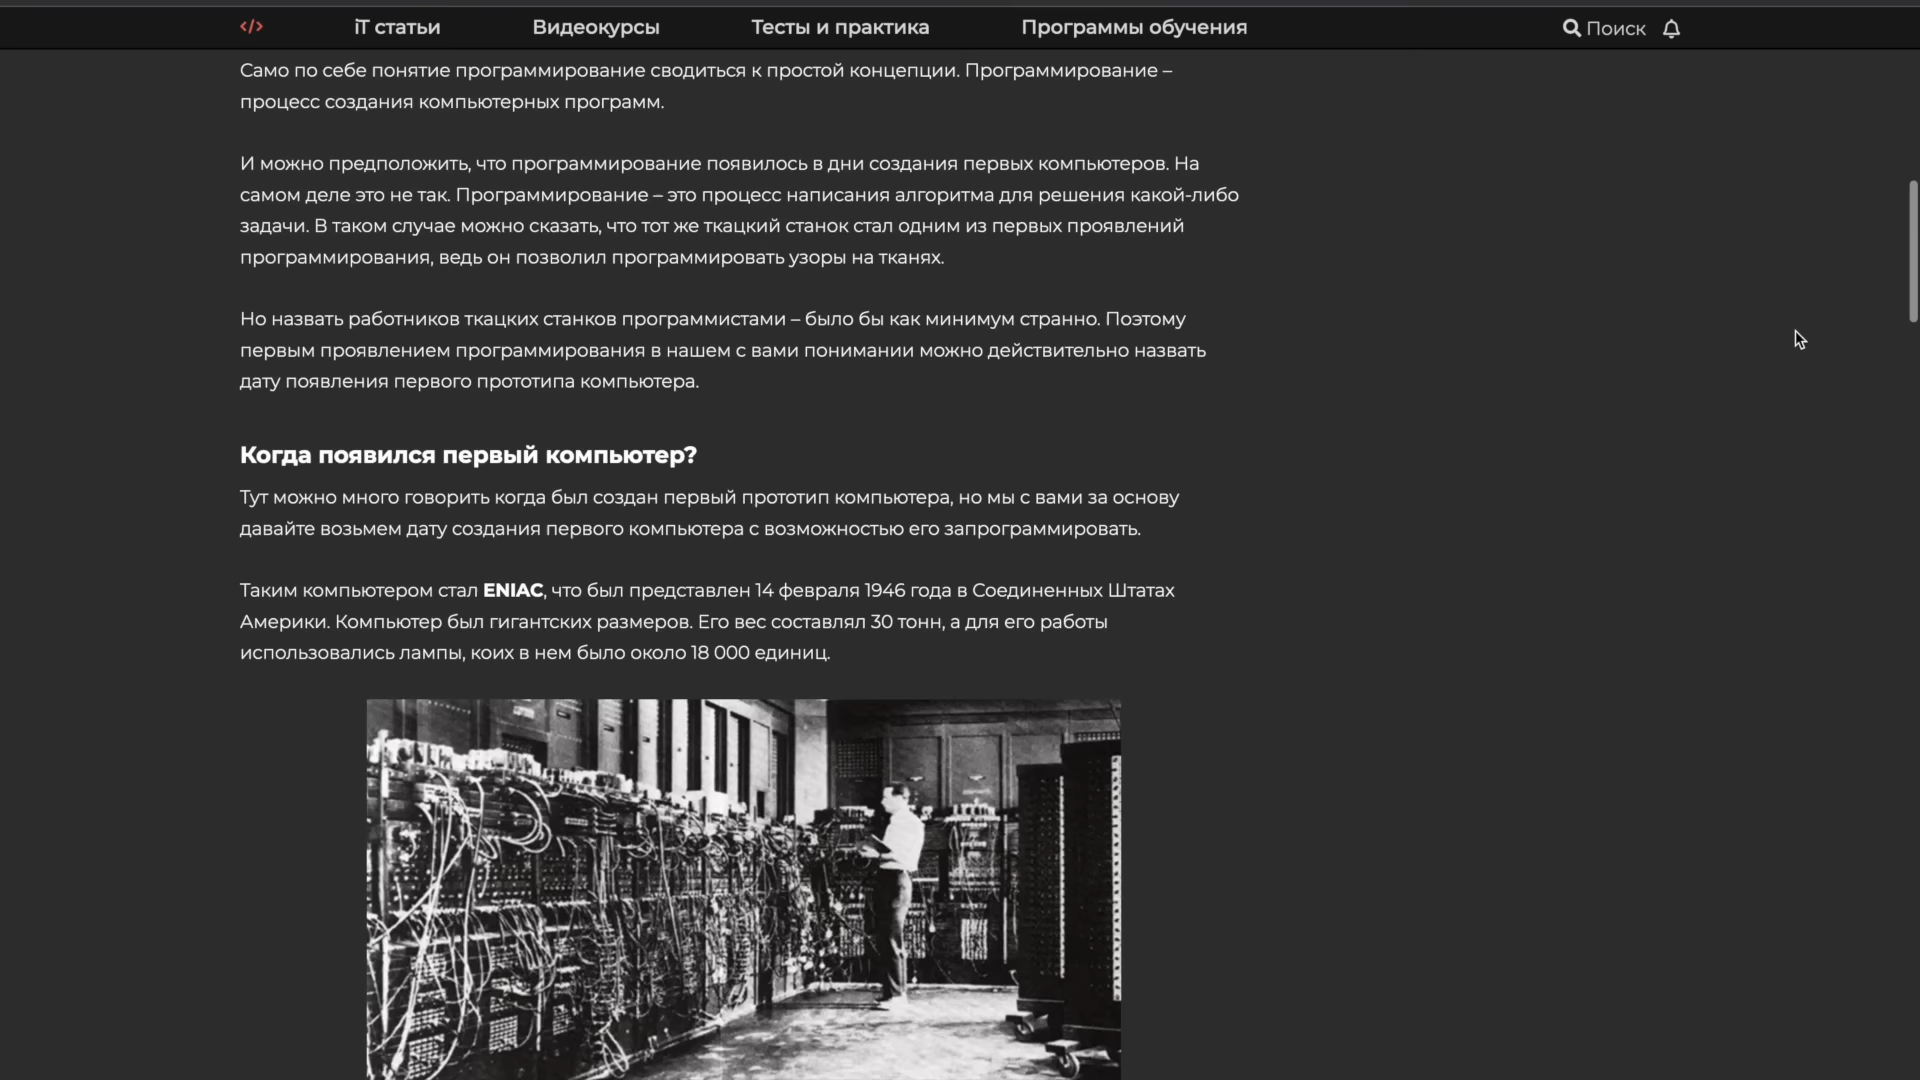 </>
iT статьи
Видеокурсы
Тесты и практика
Программы обучения
Поиск
Само по себе понятие программирование сводиться к простой концепции. Программирование –
процесс создания компьютерных программ.
И можно предположить, что программирование появилось в дни создания первых компьютеров. На
самом деле это не так. Программирование – это процесс написания алгоритма для решения какой-либо
задачи. В таком случае можно сказать, что тот же ткацкий станок стал одним из первых проявлений
программирования, ведь он позволил программировать узоры на тканях.
Но назвать работников ткацких станков программистами – было бы как минимум странно. Поэтому
первым проявлением программирования в нашем с вами понимании можно действительно назвать
дату появления первого прототипа компьютера.
Когда появился первый компьютер?
Тут можно много говорить когда был создан первый прототип компьютера, но мы с вами за основу
давайте возьмем дату создания первого компьютера с возможностью его запрограммировать.
Таким компьютером стал ENIAC, что был представлен 14 февраля 1946 года в Соединенных Штатах
Америки. Компьютер был гигантских размеров. Его вес составлял 30 тонн, а для его работы
использовались лампы, коих в нем было около 18 000 единиц.